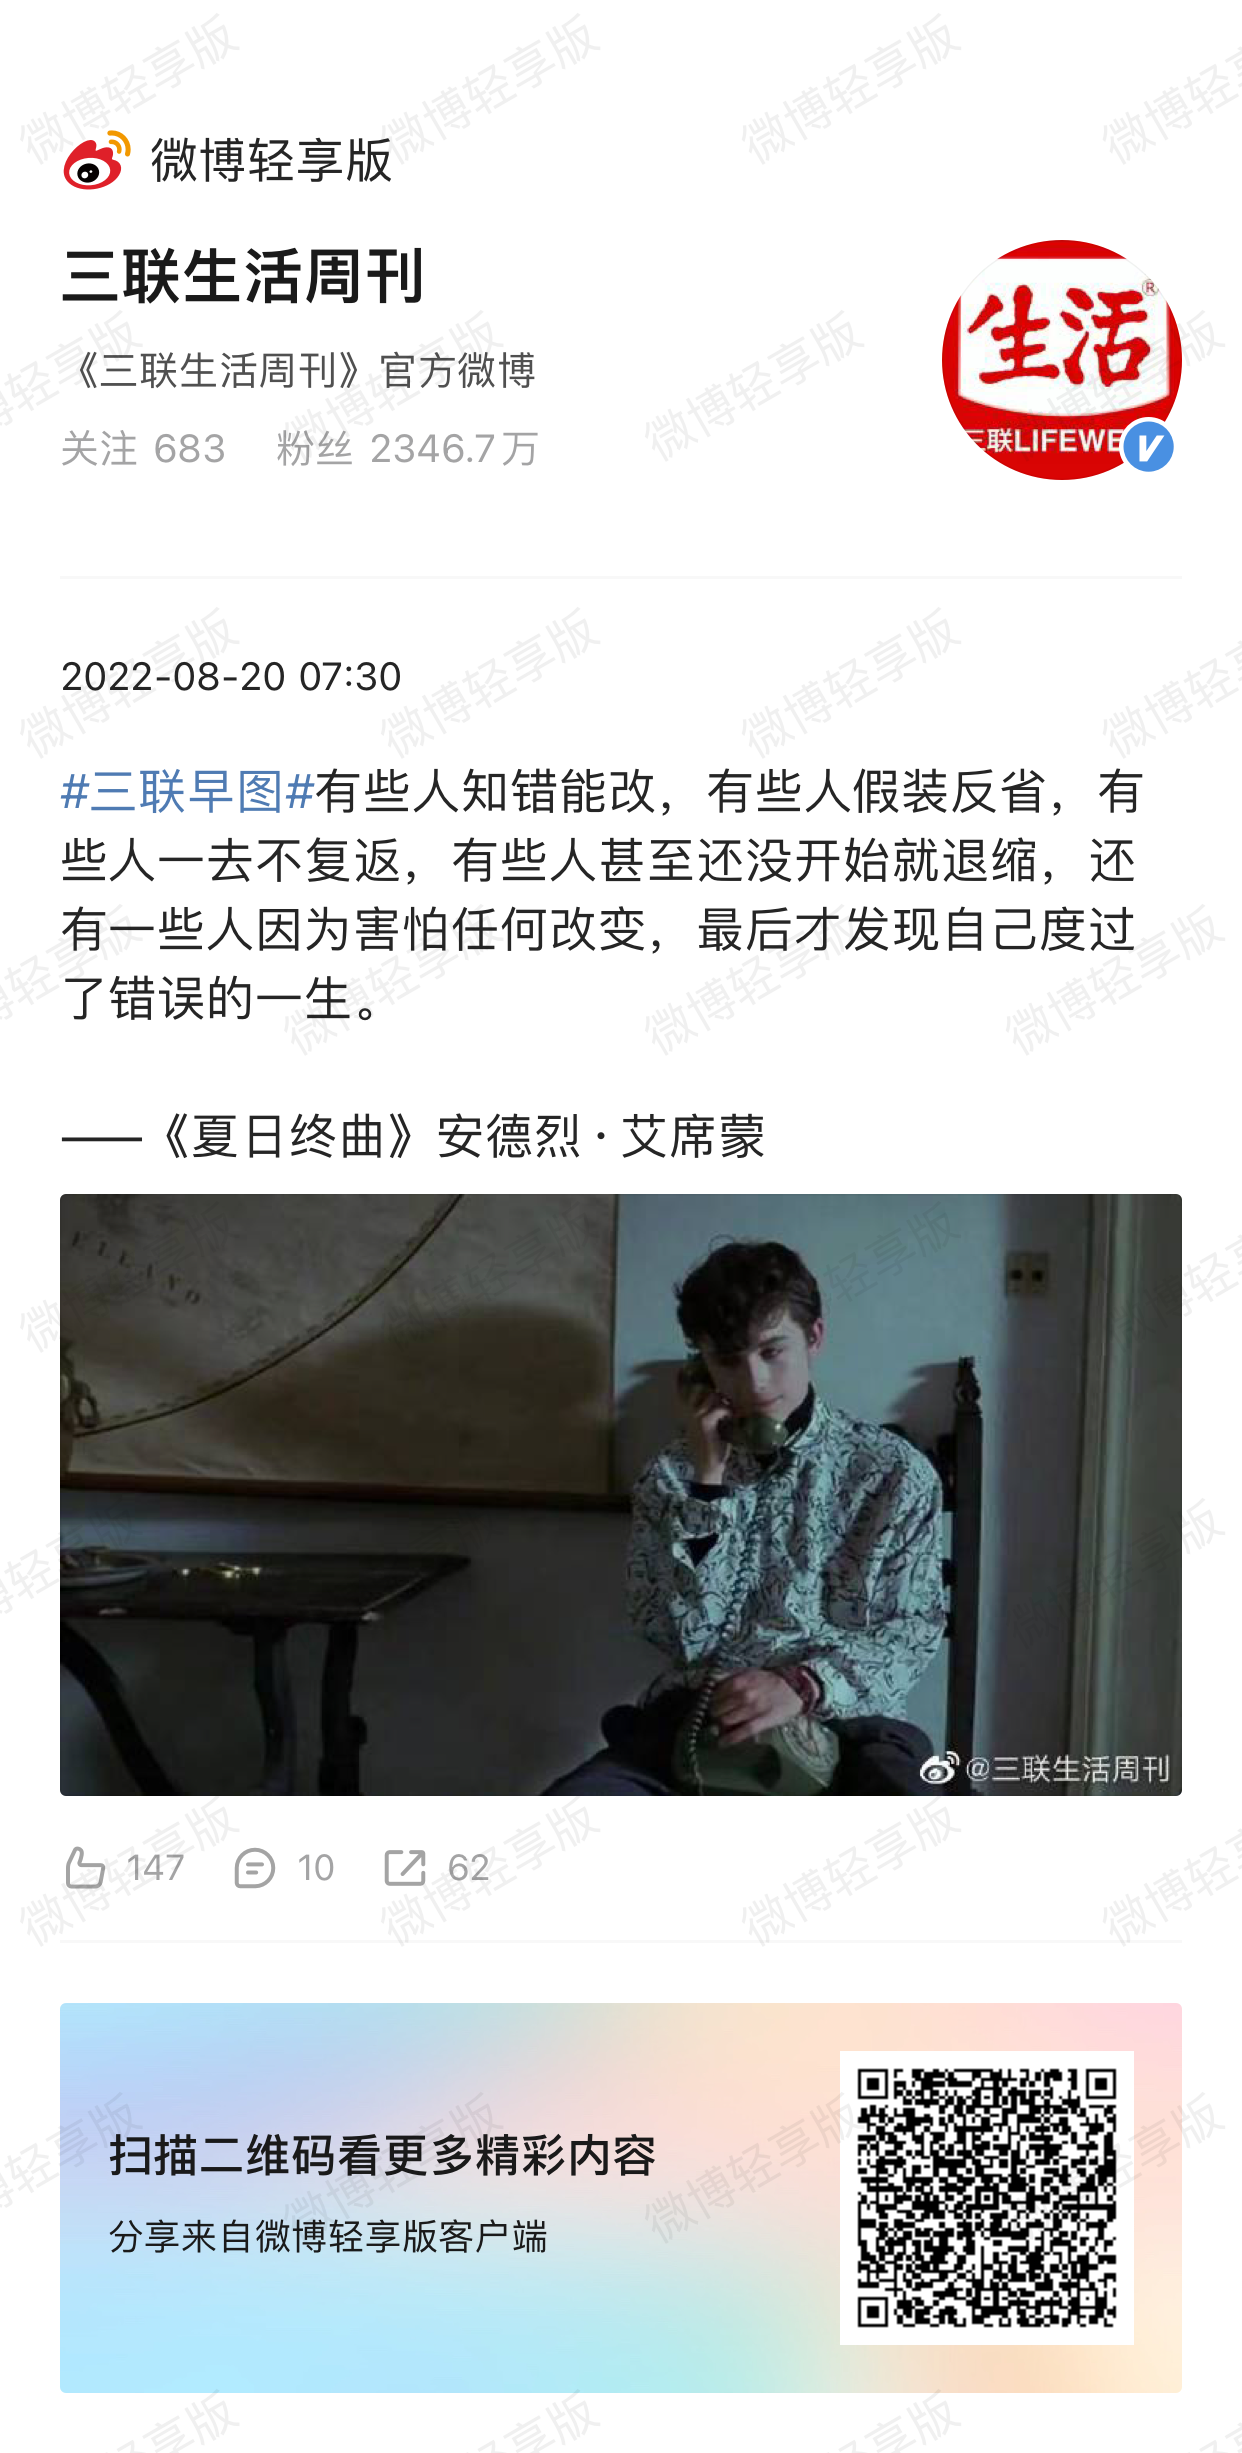 微博轻享版
三联生活周刊
《三联生活周刊》官方微博
关注 683 粉丝 2346.7万
生活®
三联LIFEWE
2022-08-20 07:30
#三联早图#有些人知错能改，有些人假装反省，有
些人一去不复返，有些人甚至还没开始就退缩，还
有一些人因为害怕任何改变，最后才发现自己度过
了错误的一生。
——《夏日终曲》安德烈·艾席蒙
@三联生活周刊
147 10 62
扫描二维码看更多精彩内容
分享来自微博轻享版客户端